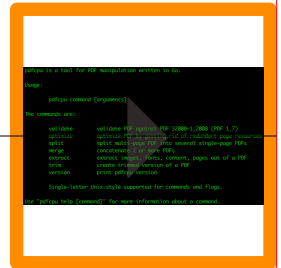 pdfcpu is a tool for PDF manipulation written in Go.
Usage:
pdfcpu command [arguments]
The commands are:
validate validate PDF against PDF 32000-1:2008 (PDF 1.7)
optimize optimize PDF by getting rid of redundant page resources
split split multi-page PDF into several single-page PDFs
merge concatenate 2 or more PDFs
extract extract images, fonts, content, pages out of a PDF
trim create trimmed version of a PDF
version print pdfcpu version
Single-letter Unix-style supported for commands and flags.
Use "pdfcpu help [command]" for more information about a command.